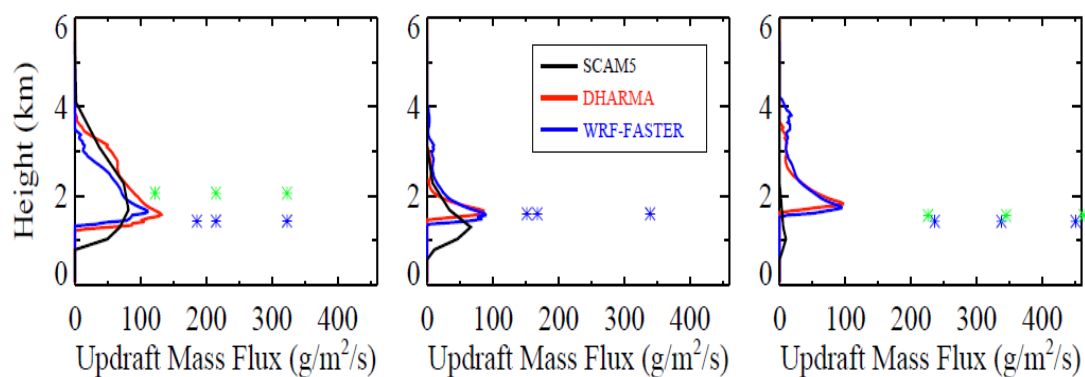 6 6 6
4 4 4
2 2 2
0 0 0
Height (km)
SCAM5
DHARMA
WRF-FASTER
0 100 200 300 400 0 100 200 300 400 0 100 200 300 400
Updraft Mass Flux (g/m²/s) Updraft Mass Flux (g/m²/s) Updraft Mass Flux (g/m²/s)